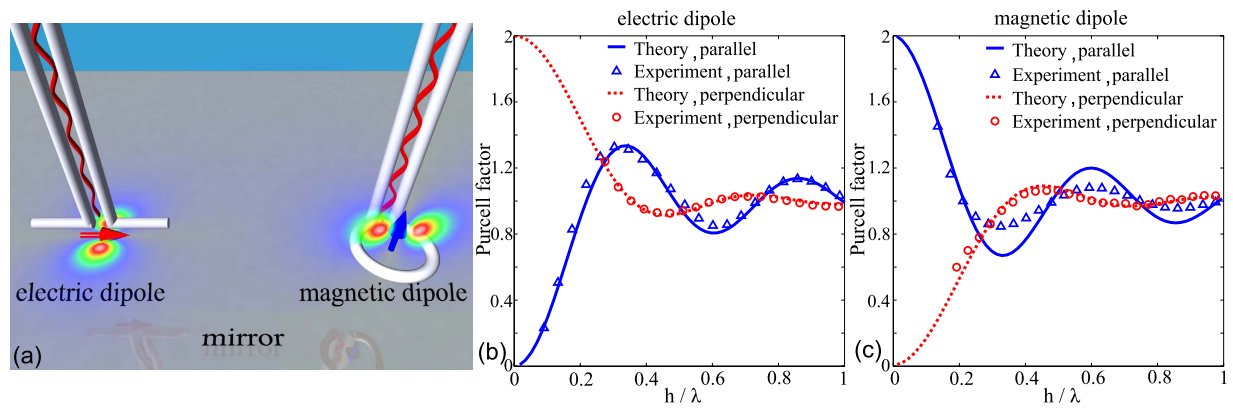 electric dipole
magnetic dipole
mirror
(a)
electric dipole
Theory , parallel
Experiment , parallel
Theory , perpendicular
Experiment , perpendicular
Purcell factor
2
1.6
1.2
0.8
0.4
0
0 0.2 0.4 0.6 0.8 1
h / λ
(b)
magnetic dipole
Theory , parallel
Experiment , parallel
Theory , perpendicular
Experiment , perpendicular
Purcell factor
2
1.6
1.2
0.8
0.4
0
0 0.2 0.4 0.6 0.8 1
h / λ
(c)